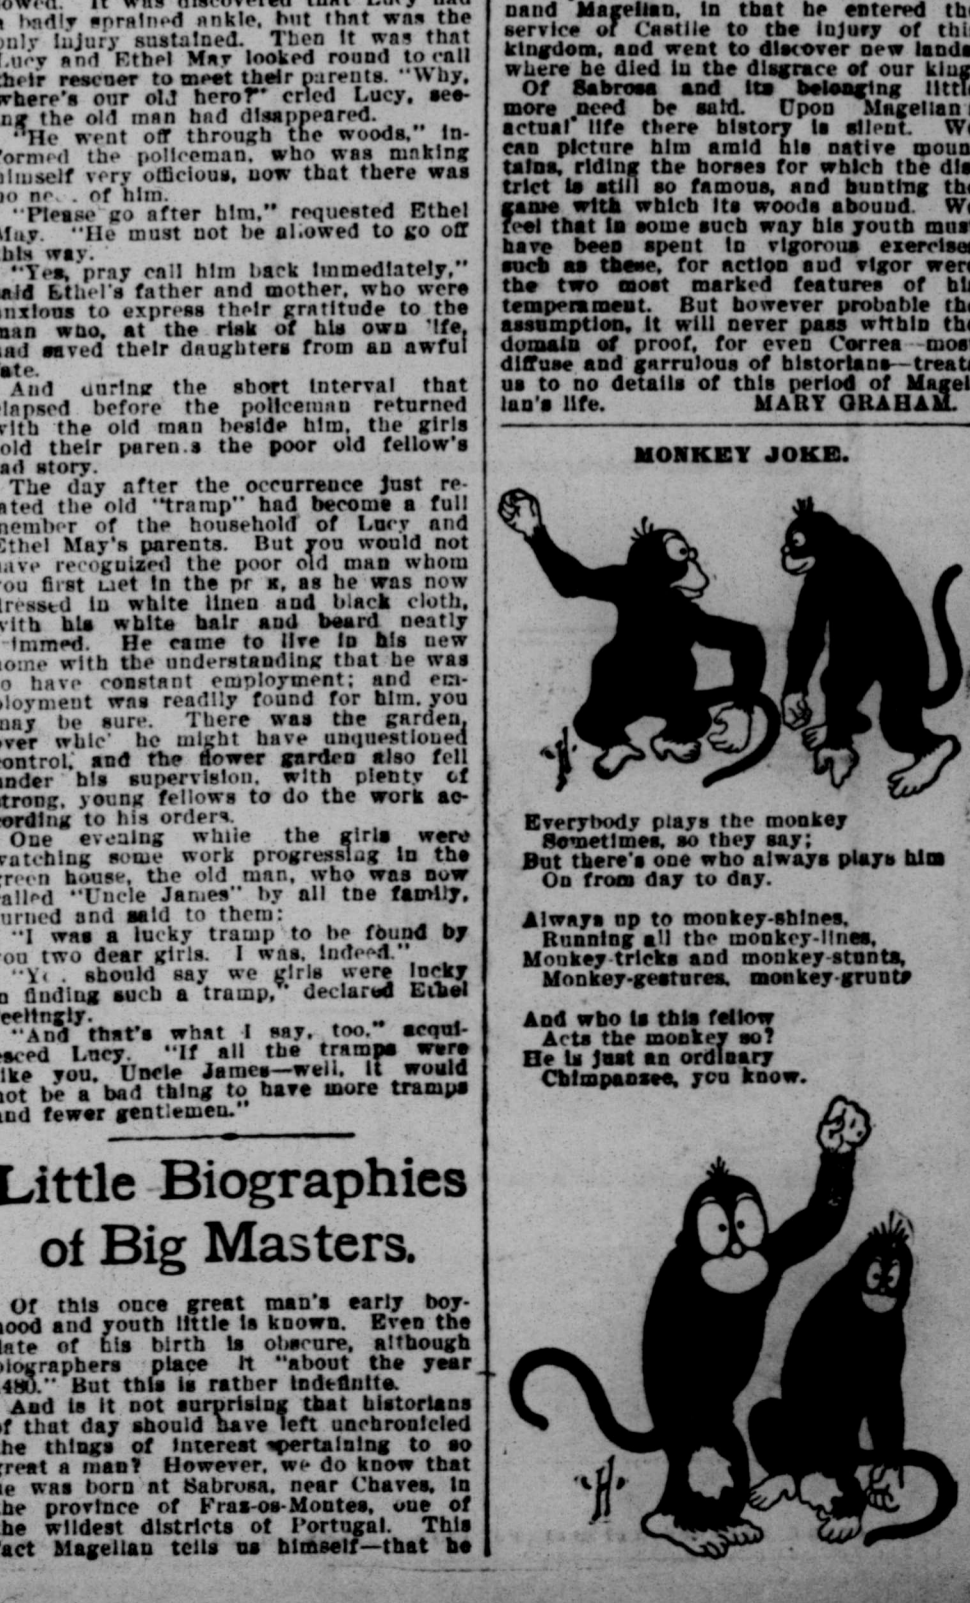 a badly sprained ankle, but that was the
only injury sustained. Then it was that
Lucy and Ethel May looked round to call
their rescuer to meet their parents. "Why,
where's our old hero?" cried Lucy, see-
ing the old man had disappeared.
"He went off through the woods," in-
formed the policeman, who was making
himself very officious, now that there was
no of him.
"Please go after him," requested Ethel
May. "He must not be allowed to go off
this way.
"Yes, pray call him back immediately,"
said Ethel's father and mother, who were
anxious to express their gratitude to the
man who, at the risk of his own life,
had saved their daughters from an awful
fate.
And during the short interval that
elapsed before the policeman returned
with the old man beside him, the girls
told their parents the poor old fellow's
sad story.
The day after the occurrence just re-
lated the old "tramp" had become a full
member of the household of Lucy and
Ethel May's parents. But you would not
have recognized the poor old man whom
you first met in the as he was now
dressed in white linen and black cloth,
with his white hair and beard neatly
trimmed. He came to live in his new
home with the understanding that he was
to have constant employment; and em-
ployment was readily found for him, you
may be sure. There was the garden,
over which he might have unquestioned
control, and the flower garden also fell
under his supervision, with plenty of
strong, young fellows to do the work ac-
cording to his orders.
One evening while the girls were
watching some work progressing in the
green house, the old man, who was now
called "Uncle James" by all the family,
turned and said to them:
"I was a lucky tramp to be found by
you two dear girls. I was, indeed."
should say we girls were lucky
in finding such a tramp," declared Ethel
feelingly.
"And that's what I say, too," acqui-
esced Lucy. "If all the tramps were
like you, Uncle James—well, it would
not be a bad thing to have more tramps
and fewer gentlemen."
Little Biographies
of Big Masters.
Of this once great man's early boy-
hood and youth little is known. Even the
date of his birth is obscure, although
biographers place it "about the year
1480." But this is rather indefinite.
And is it not surprising that historians
of that day should have left unchronicled
the things of interest pertaining to so
great a man? However, we do know that
he was born at Sabrosa, near Chaves, in
the province of Fras-os-Montes, one of
the wildest districts of Portugal. This
fact Magellan tells us himself—that he
nand Magellan, in that he entered the
service of Castile to the injury of this
kingdom, and went to discover new lands
where he died in the disgrace of our king
Of Sabrosa and its belonging little
more need be said. Upon Magellan's
actual life there history is silent. We
can picture him amid his native moun-
tains, riding the horses for which the dis-
trict is still so famous, and hunting the
game with which its woods abound. We
feel that in some such way his youth must
have been spent in vigorous exercises
such as these, for action and vigor were
the two most marked features of his
temperament. But however probable the
assumption, it will never pass within the
domain of proof, for even Correa—most
diffuse and garrulous of historians—treats
us to no details of this period of Magel-
lan's life. MARY GRAHAM.
MONKEY JOKE.
H
Everybody plays the monkey
Sometimes, so they say;
But there's one who always plays him
On from day to day.
Always up to monkey-shines,
Running all the monkey-lines,
Monkey-tricks and monkey-stunts,
Monkey-gestures, monkey-grunts
And who is this fellow
Acts the monkey so?
He is just an ordinary
Chimpanzee, you know.
H